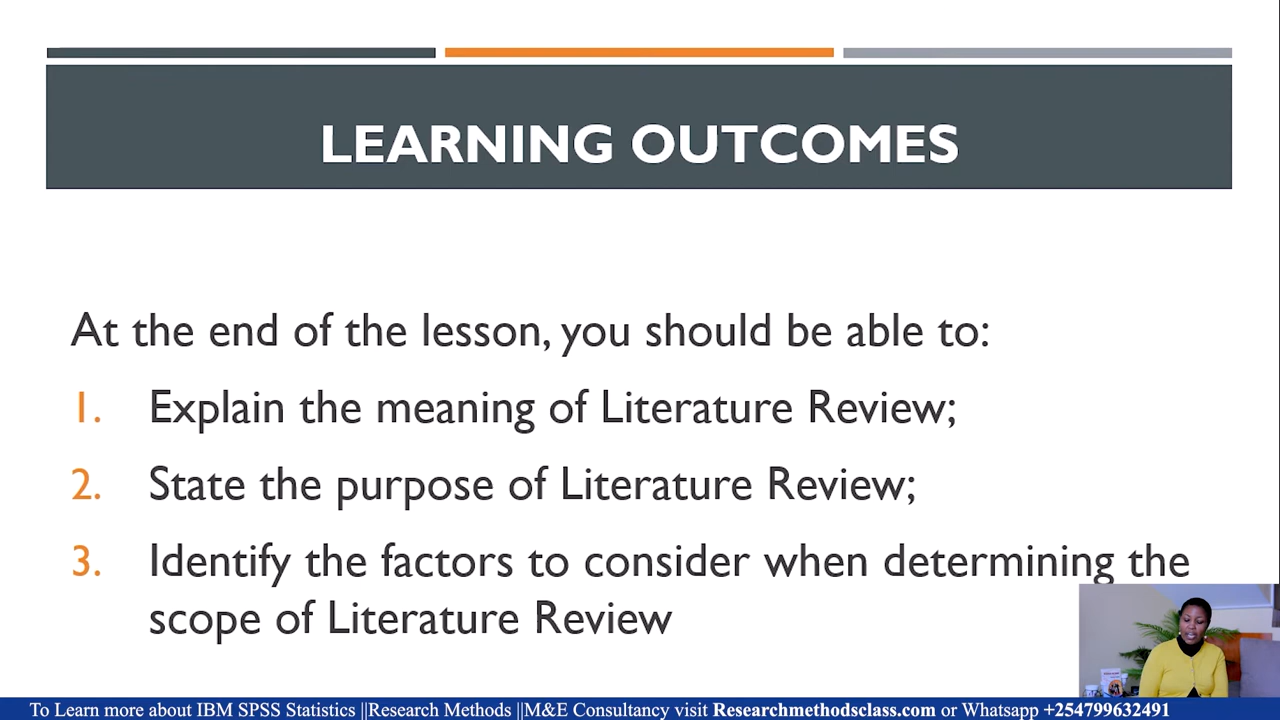 LEARNING OUTCOMES
At the end of the lesson, you should be able to:
1. Explain the meaning of Literature Review;
2. State the purpose of Literature Review;
3. Identify the factors to consider when determining the
scope of Literature Review
To Learn more about IBM SPSS Statistics ||Research Methods ||M&E Consultancy visit Researchmethodsclass.com or Whatsapp +254799632491